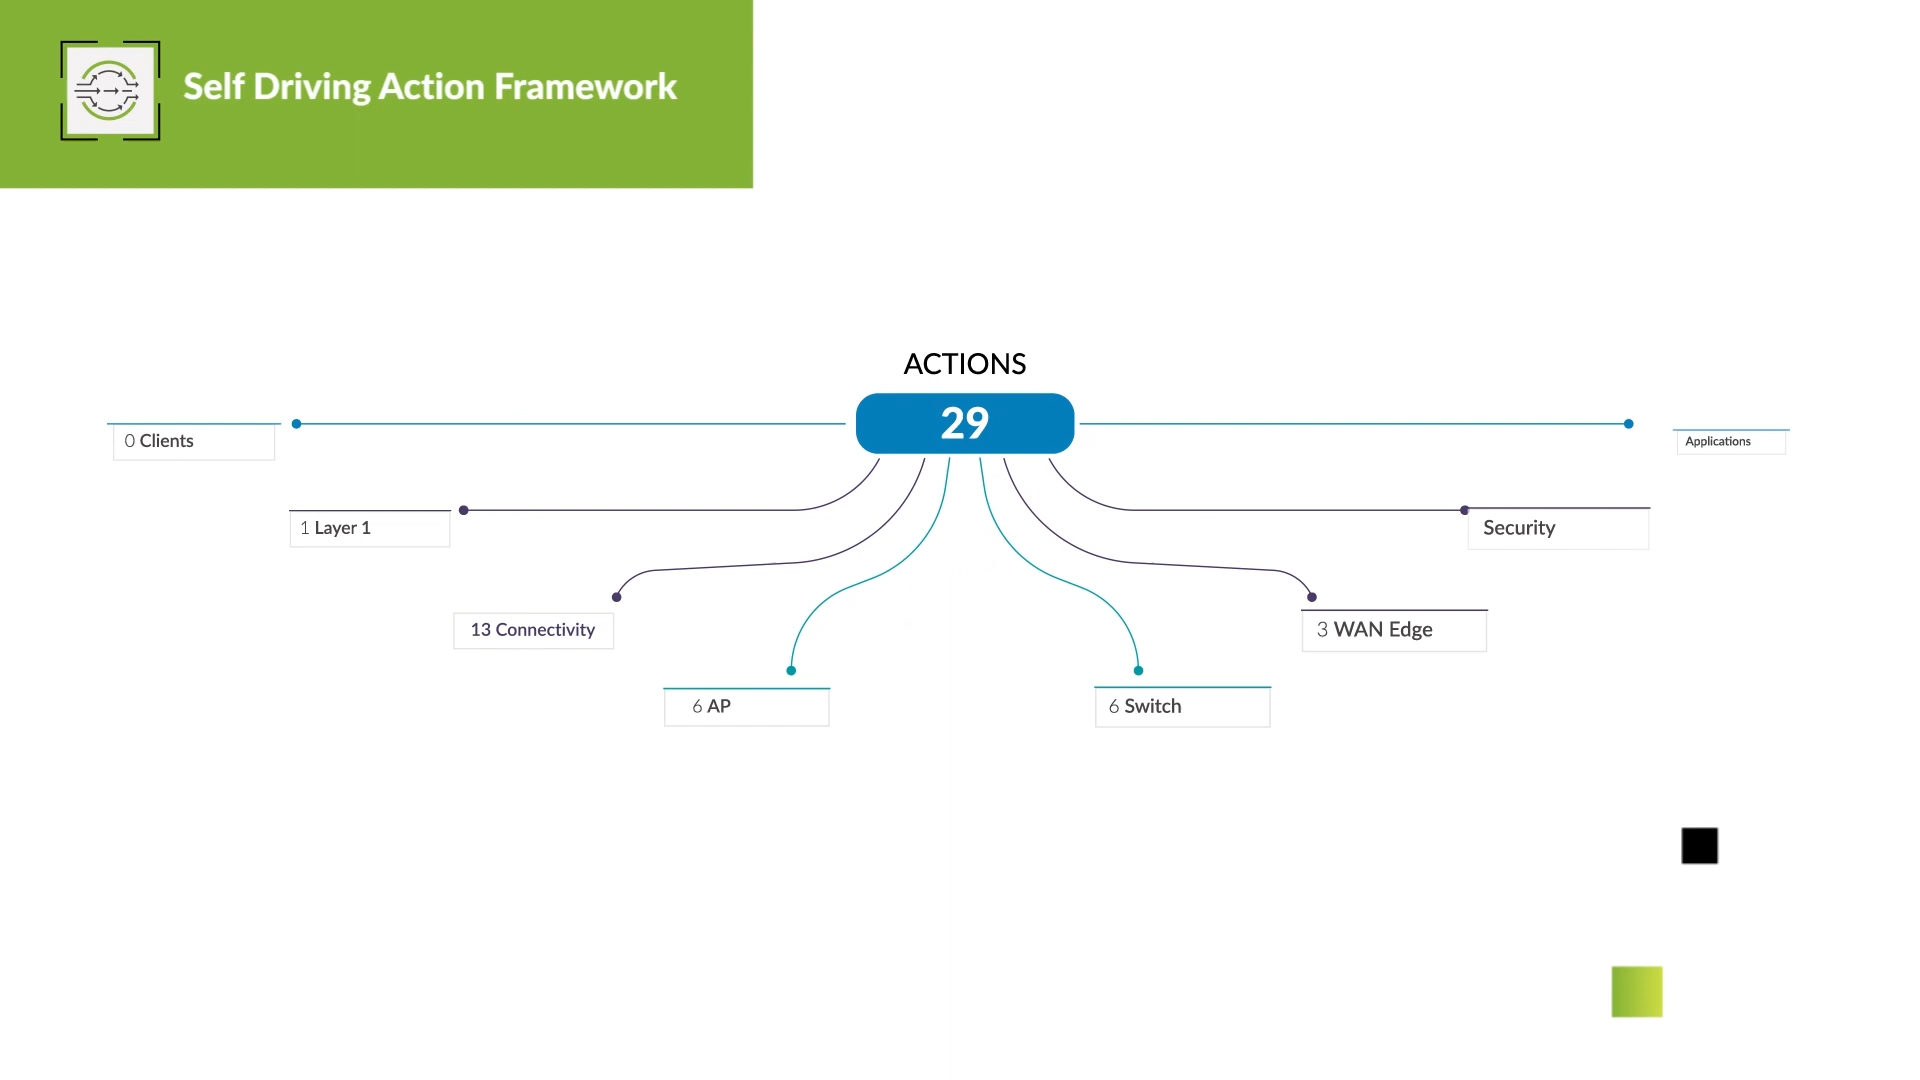 Self Driving Action Framework
ACTIONS
29
0 Clients
Applications
1 Layer 1
Security
13 Connectivity
3 WAN Edge
6 AP
6 Switch